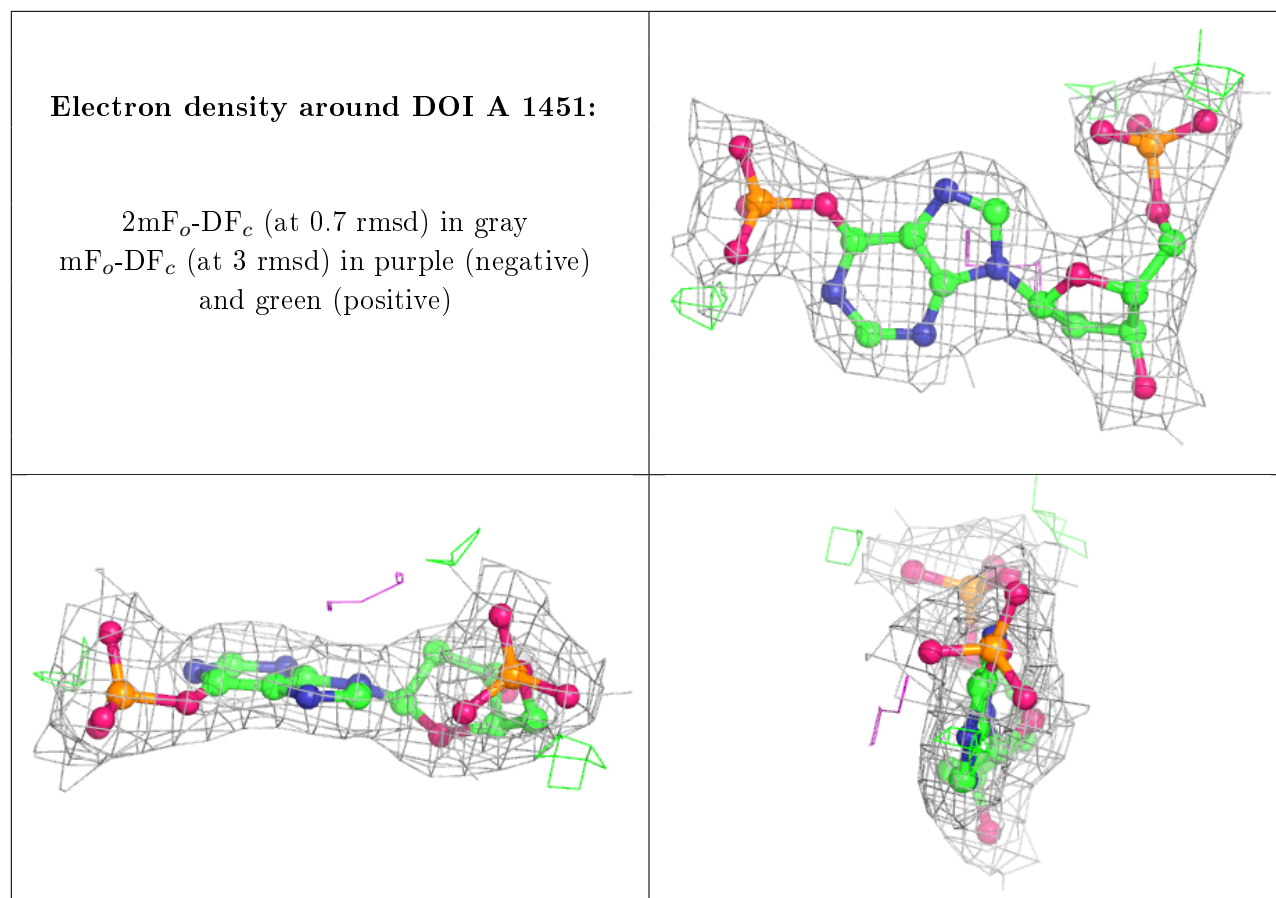 Electron density around DOI A 1451:
2mFₒ-DF𝒸 (at 0.7 rmsd) in gray
mFₒ-DF𝒸 (at 3 rmsd) in purple (negative)
and green (positive)